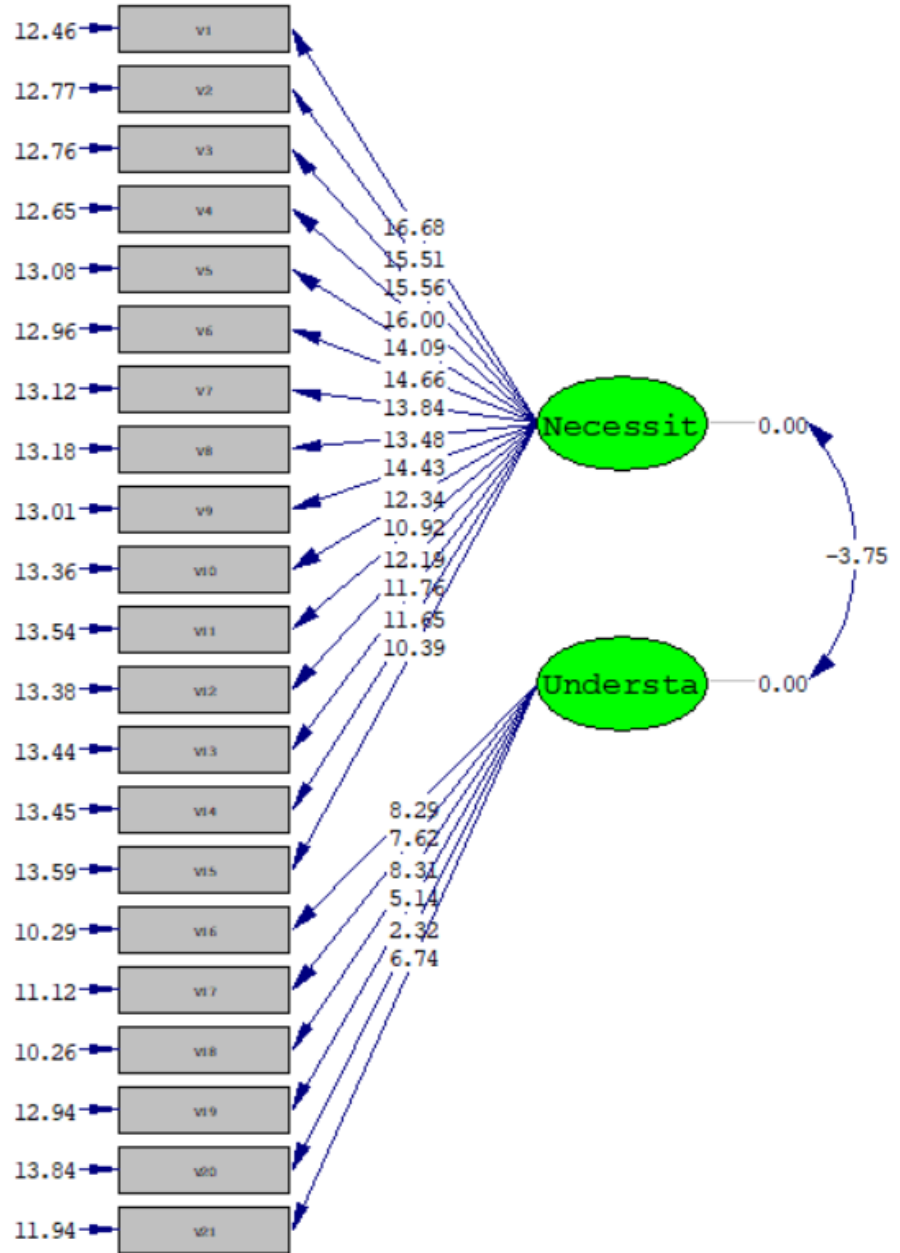 12.46 V1
12.77 V2
12.76 V3
12.65 V4
16.68
13.08 V5
15.51
15.56
12.96 V6
16.00
14.09
13.12 V7
14.66
13.84
Necessit 0.00
13.18 V8
13.48
14.43
13.01 V9
12.34
10.92
-3.75
13.36 V10
12.19
11.76
13.54 V11
11.65
10.39
13.38 V12
Understa 0.00
13.44 V13
13.45 V14
8.29
7.62
13.59 V15
8.31
5.14
10.29 V16
2.32
6.74
11.12 V17
10.26 V18
12.94 V19
13.84 V20
11.94 V21